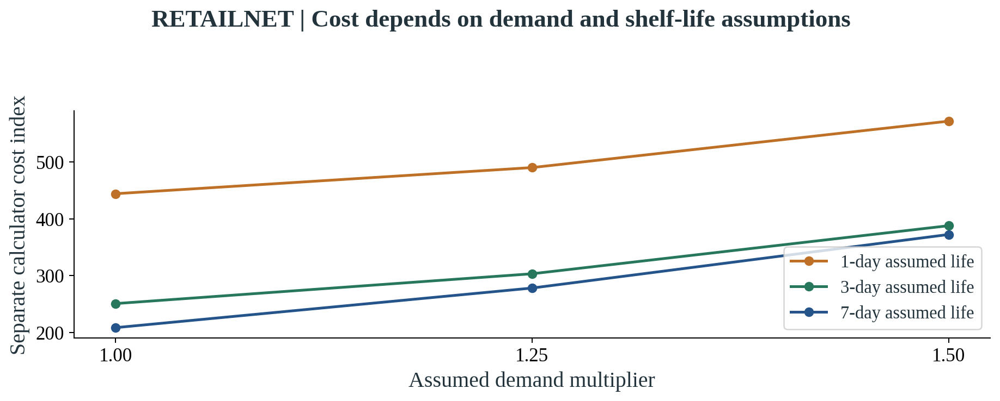 RETAILNET | Cost depends on demand and shelf-life assumptions
Separate calculator cost index
500
400
300
200
1.00
1.25
1.50
Assumed demand multiplier
1-day assumed life
3-day assumed life
7-day assumed life